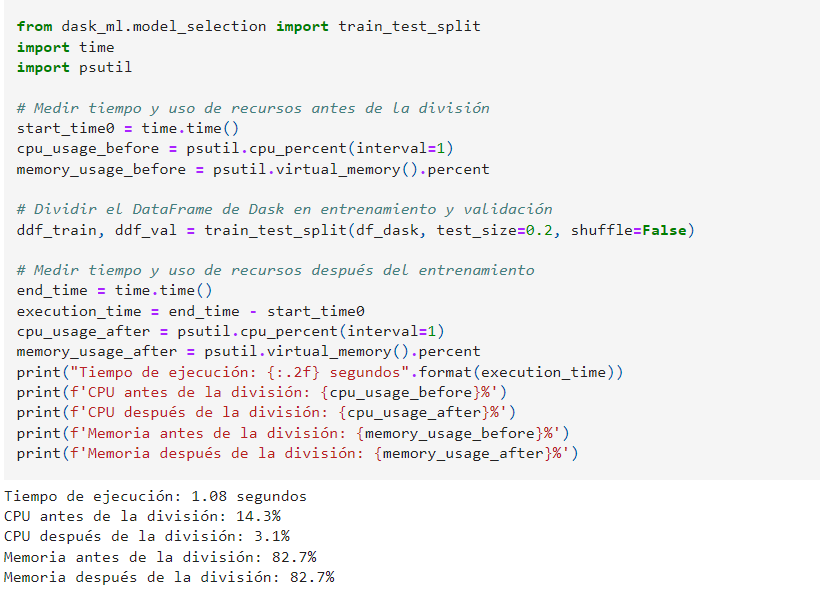 from dask_ml.model_selection import train_test_split
import time
import psutil
# Medir tiempo y uso de recursos antes de la división
start_time0 = time.time()
cpu_usage_before = psutil.cpu_percent(interval=1)
memory_usage_before = psutil.virtual_memory().percent
# Dividir el DataFrame de Dask en entrenamiento y validación
ddf_train, ddf_val = train_test_split(df_dask, test_size=0.2, shuffle=False)
# Medir tiempo y uso de recursos después del entrenamiento
end_time = time.time()
execution_time = end_time - start_time0
cpu_usage_after = psutil.cpu_percent(interval=1)
memory_usage_after = psutil.virtual_memory().percent
print("Tiempo de ejecución: {:.2f} segundos".format(execution_time))
print(f'CPU antes de la división: {cpu_usage_before}%')
print(f'CPU después de la división: {cpu_usage_after}%')
print(f'Memoria antes de la división: {memory_usage_before}%')
print(f'Memoria después de la división: {memory_usage_after}%')
Tiempo de ejecución: 1.08 segundos
CPU antes de la división: 14.3%
CPU después de la división: 3.1%
Memoria antes de la división: 82.7%
Memoria después de la división: 82.7%